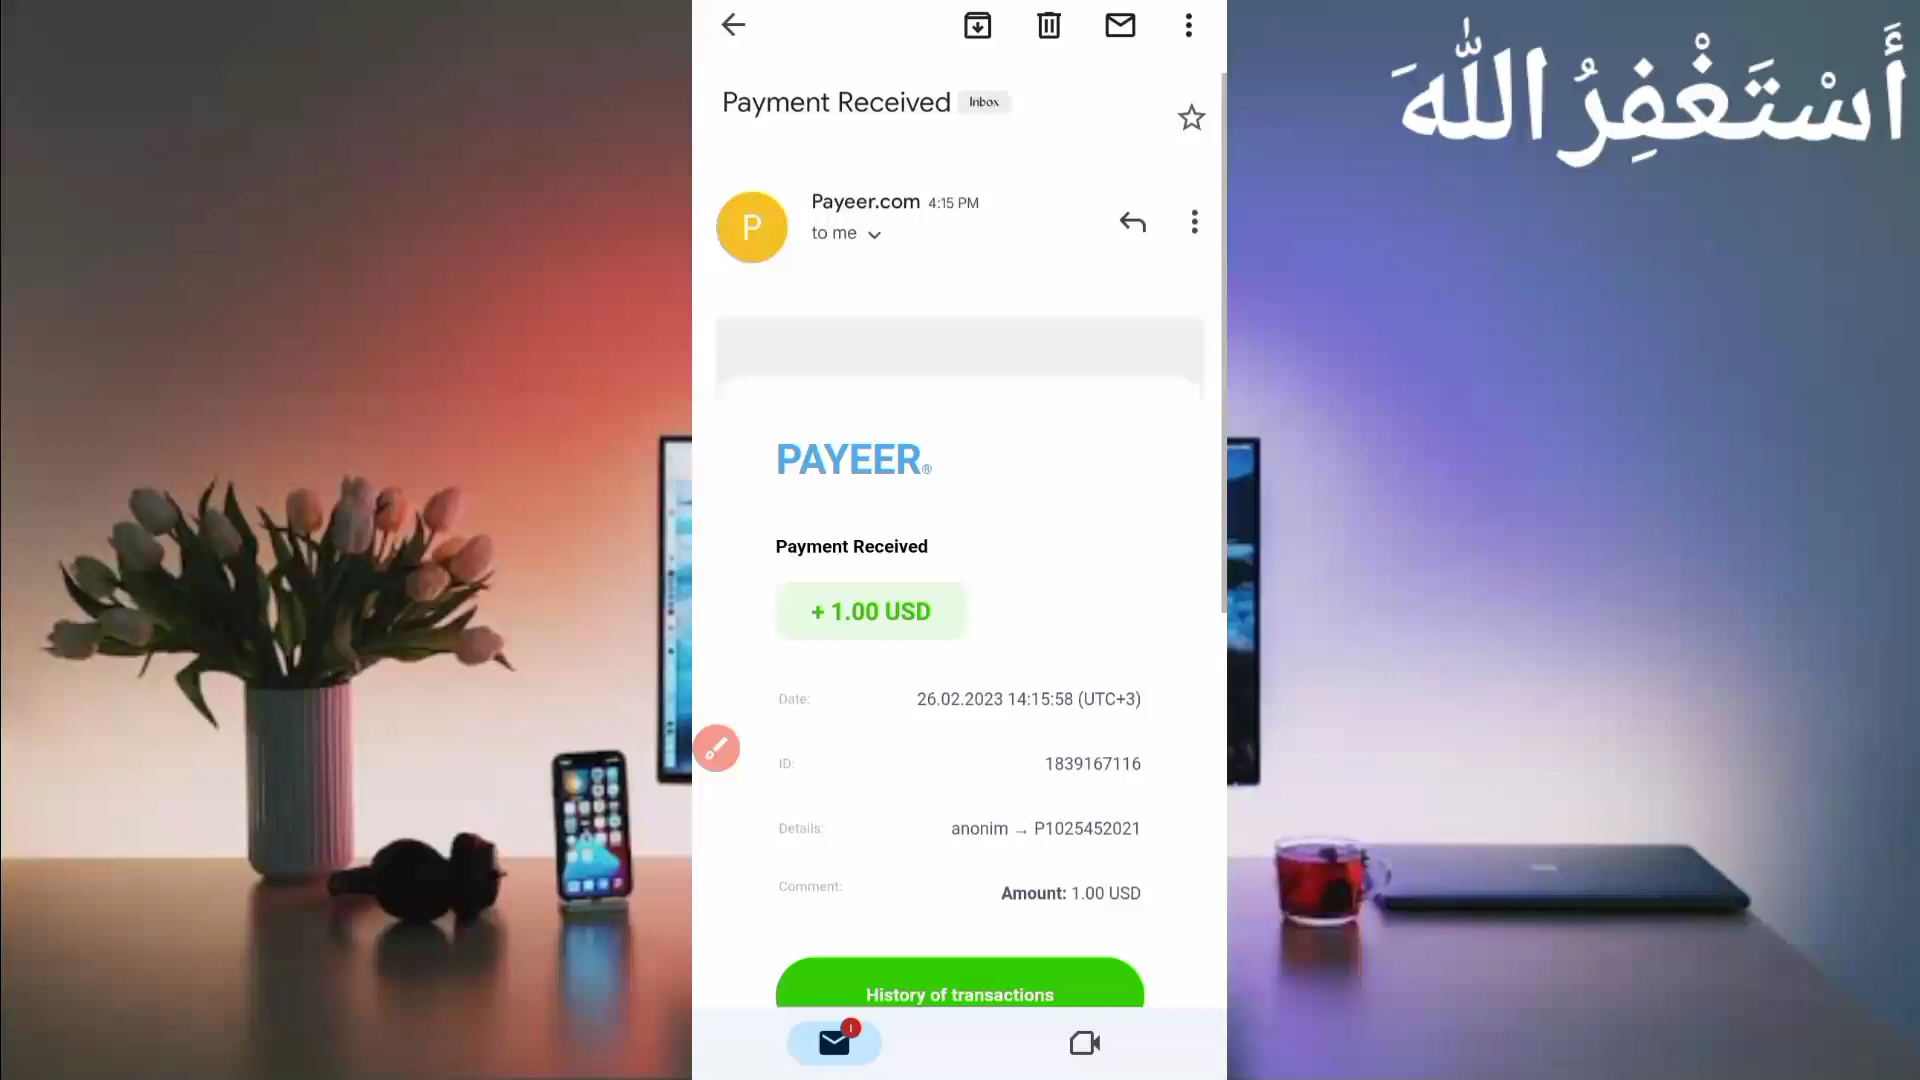 أَسْتَغْفِرُ اللّٰهَ
Payment Received Inbox
P
Payeer.com 4:15 PM
to me
PAYEER®
Payment Received
+ 1.00 USD
Date: 26.02.2023 14:15:58 (UTC+3)
ID: 1839167116
Details: anonim → P1025452021
Comment: Amount: 1.00 USD
History of transactions
1